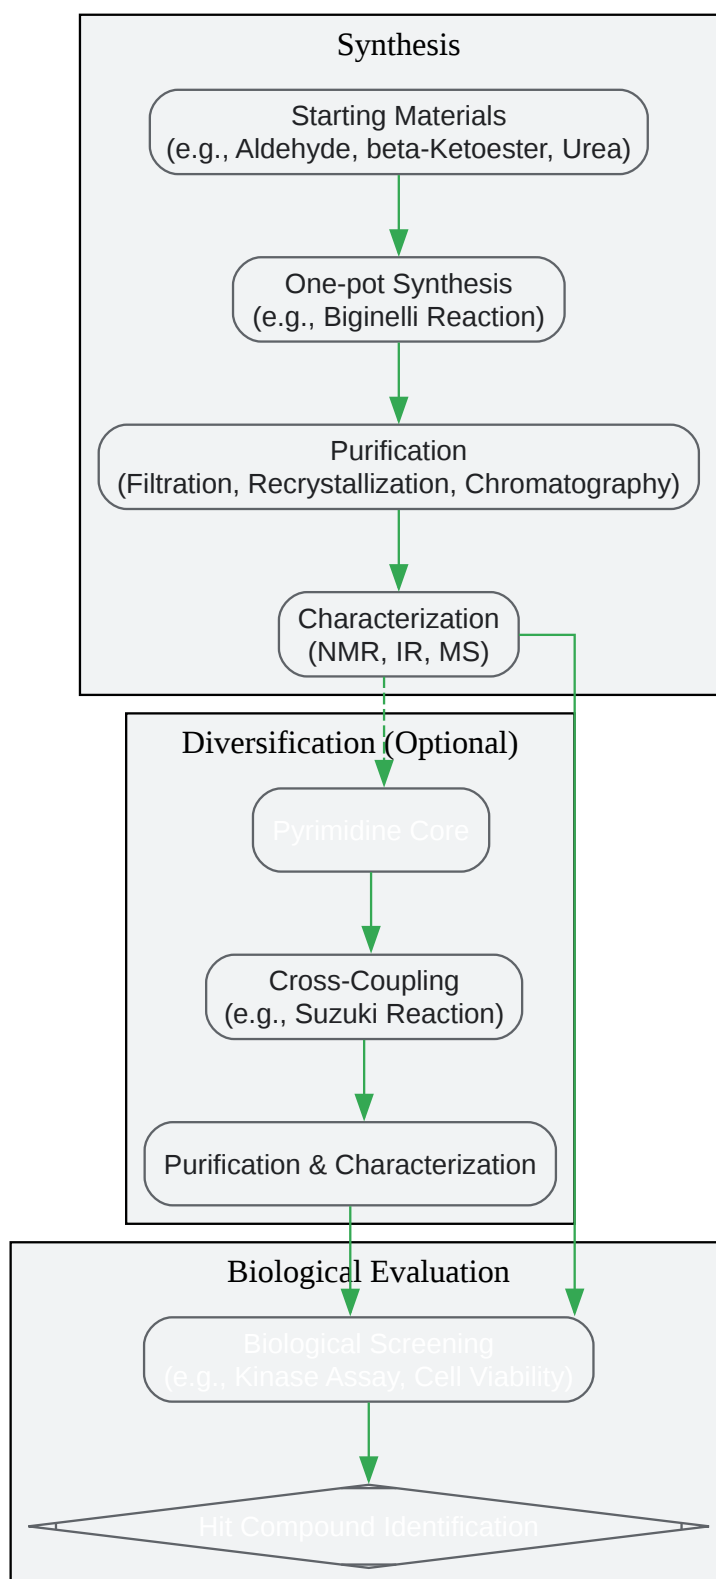 Synthesis
Starting Materials
(e.g., Aldehyde, beta-Ketoester, Urea)
One-pot Synthesis
(e.g., Biginelli Reaction)
Purification
(Filtration, Recrystallization, Chromatography)
Characterization
(NMR, IR, MS)
Diversification (Optional)
Pyrimidine Core
Cross-Coupling
(e.g., Suzuki Reaction)
Purification & Characterization
Biological Evaluation
Biological Screening
(e.g., Kinase Assay, Cell Viability)
Hit Compound Identification